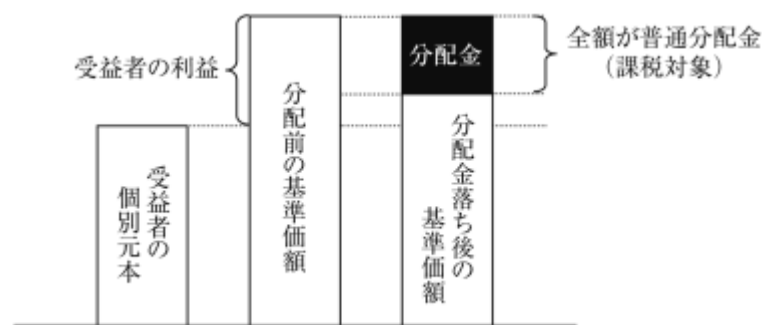 受益者の利益
分配金
全額が普通分配金
(課税対象)
受益者の
個別元本
分配前の基準価額
分配金落ち後の
基準価額